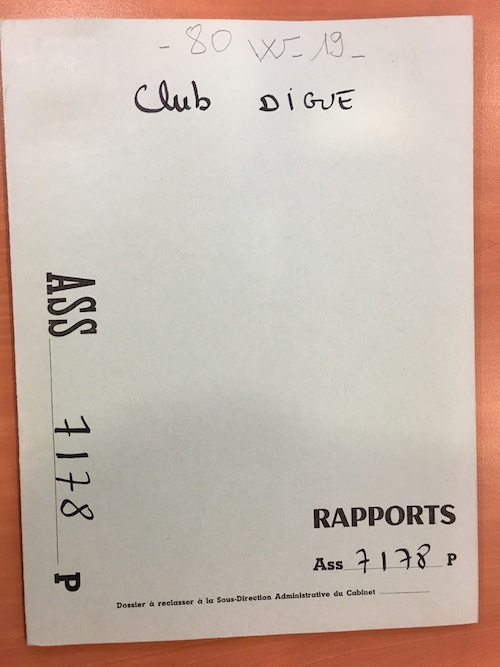 - 80 W - 19 -
Club DIGUE
ASS 7178 P
RAPPORTS
Ass 7178 P
Dossier à reclasser à la Sous-Direction Administrative du Cabinet